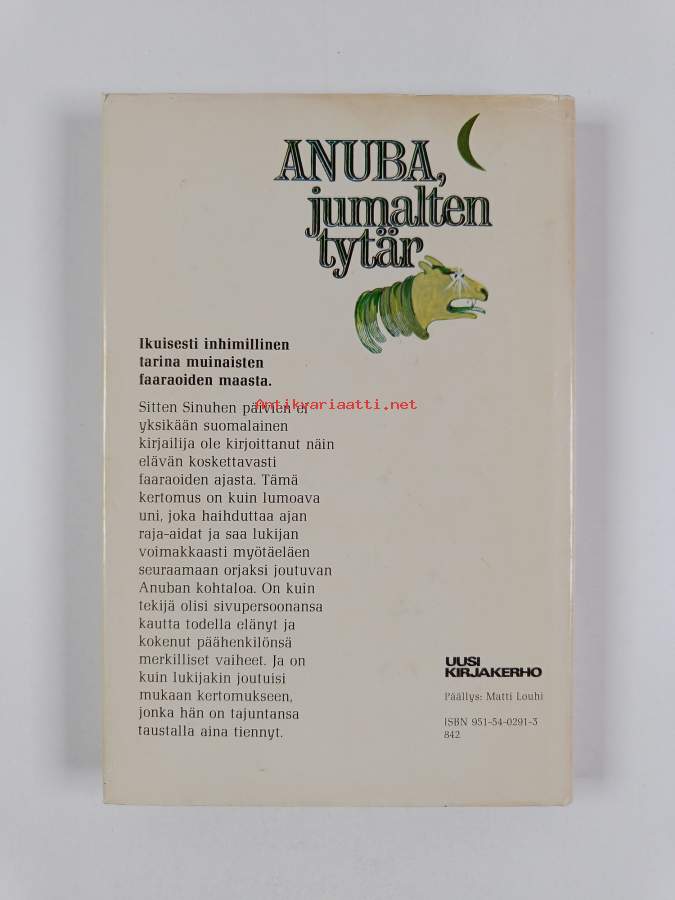 ANUBA,
jumalten
tytär
Ikuisesti inhimillinen
tarina muinaisten
faaraoiden maasta.
Antikvariaatti.net
Sitten Sinuhen päivien ei
yksikään suomalainen
kirjailija ole kirjoittanut näin
elävän koskettavasti
faaraoiden ajasta. Tämä
kertomus on kuin lumoava
uni, joka haihduttaa ajan
raja-aidat ja saa lukijan
voimakkaasti myötäeläen
seuraamaan orjaksi joutuvan
Anuban kohtaloa. On kuin
tekijä olisi sivupersoonansa
kautta todella elänyt ja
kokenut päähenkilönsä
merkilliset vaiheet. Ja on
kuin lukijakin joutuisi
mukaan kertomukseen,
jonka hän on tajuntansa
taustalla aina tiennyt.
UUSI
KIRJAKERHO
Päällys: Matti Louhi
ISBN 951-54-0291-3
842